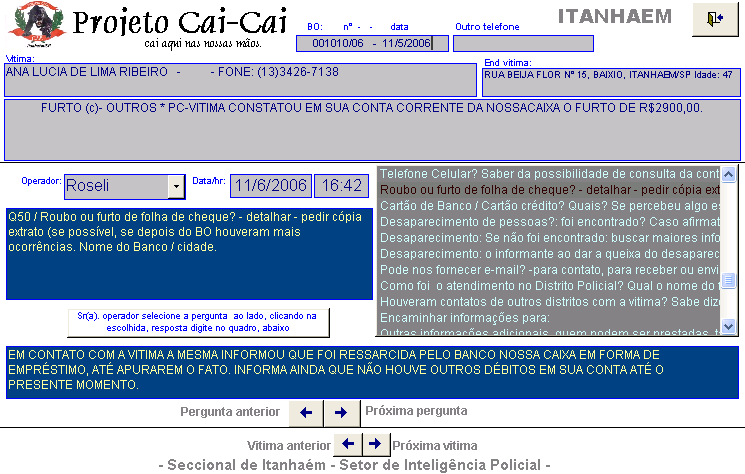 Projeto Cai-Cai
cai aqui nas nossas mãos.
BO: nº - - data
001010/06 - 11/5/2006
Outro telefone
ITANHAEM
Vítima:
ANA LUCIA DE LIMA RIBEIRO - - FONE: (13)3426-7138
End vítima:
RUA BEIJA FLOR Nº 15, BAIXIO, ITANHAEM/SP Idade: 47
FURTO (c)- OUTROS * PC-VITIMA CONSTATOU EM SUA CONTA CORRENTE DA NOSSACAIXA O FURTO DE R$2900,00.
Operador: Roseli
Data/hr: 11/6/2006 16:42
Q50 / Roubo ou furto de folha de cheque? - detalhar - pedir cópia
extrato (se possível, se depois do BO houveram mais
ocorrências. Nome do Banco / cidade.
Sr(a). operador selecione a pergunta ao lado, clicando na
escolhida, resposta digite no quadro, abaixo
Telefone Celular? Saber da possibilidade de consulta da cont
Roubo ou furto de folha de cheque? - detalhar - pedir cópia ext
Cartão de Banco / Cartão crédito? Quais? Se percebeu algo es
Desaparecimento de pessoas?: foi encontrado? Caso afirmat
Desaparecimento: Se não foi encontrado: buscar maiores info
Desaparecimento: o informante ao dar a queixa do desaparec
Pode nos fornecer e-mail? -para contato, para receber ou envi
Como foi o atendimento no Distrito Policial? Qual o nome do
Houveram contatos de outros distritos com a vitima? Sabe dize
Encaminhar informações para:
Outras informações adicionais, quem podem ser prestadas,
EM CONTATO COM A VITIMA A MESMA INFORMOU QUE FOI RESSARCIDA PELO BANCO NOSSA CAIXA EM FORMA DE
EMPRÉSTIMO, ATÉ APURAREM O FATO. INFORMA AINDA QUE NÃO HOUVE OUTROS DÉBITOS EM SUA CONTA ATÉ O
PRESENTE MOMENTO.
Pergunta anterior Próxima pergunta
Vitima anterior Próxima vitima
- Seccional de Itanhaém - Setor de Inteligência Policial -